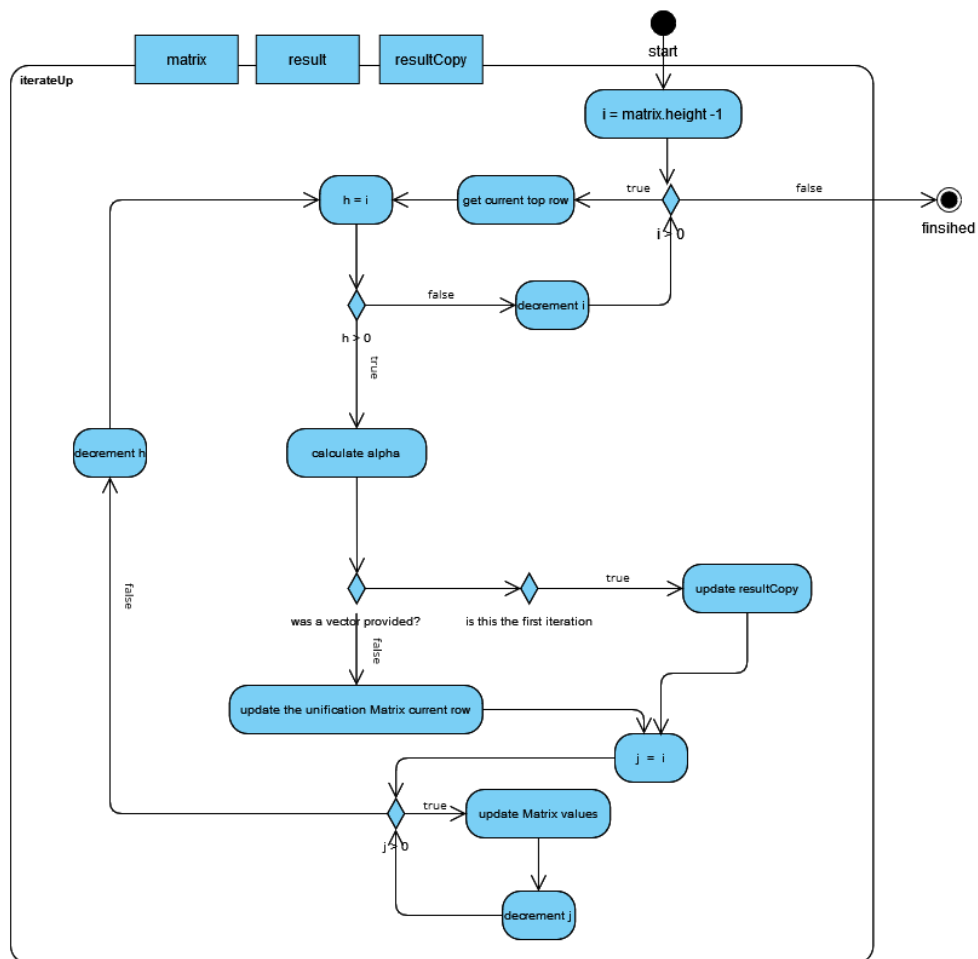 start
matrix
result
resultCopy
iterateUp
i = matrix.height -1
true
false
h = i
get current top row
i > 0
finsihed
false
decrement i
h > 0
true
decrement h
calculate alpha
true
update resultCopy
false
was a vector provided?
is this the first iteration
false
update the unification Matrix current row
j = i
true
update Matrix values
j > 0
decrement j